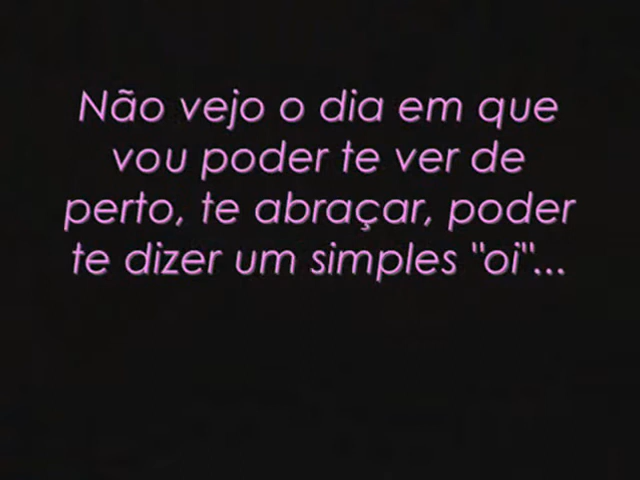 Não vejo o dia em que
vou poder te ver de
perto, te abraçar, poder
te dizer um simples "oi"...